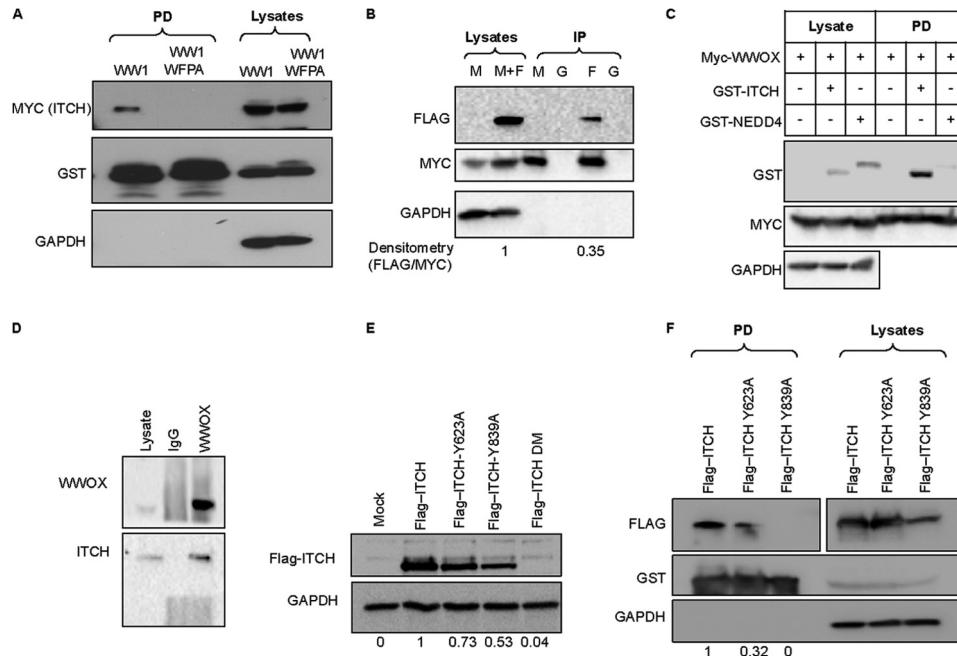 A
PD
Lysates
WW1
WW1
WFPA
WW1
WW1
WFPA
MYC (ITCH)
GST
GAPDH
B
Lysates
IP
M M+F M G F G
FLAG
MYC
GAPDH
Densitometry
(FLAG/MYC)
1 0.35
C
Lysate PD
Myc-WWOX + + + + + +
GST-ITCH - + - - + -
GST-NEDD4 - - + - - +
GST
MYC
GAPDH
D
Lysate
IgG
WWOX
WWOX
ITCH
E
Mock
Flag–ITCH
Flag–ITCH-Y623A
Flag–ITCH-Y839A
Flag–ITCH DM
Flag-ITCH
GAPDH
0 1 0.73 0.53 0.04
F
PD
Lysates
Flag–ITCH
Flag–ITCH Y623A
Flag–ITCH Y839A
Flag–ITCH
Flag–ITCH Y623A
Flag–ITCH Y839A
FLAG
GST
GAPDH
1 0.32 0